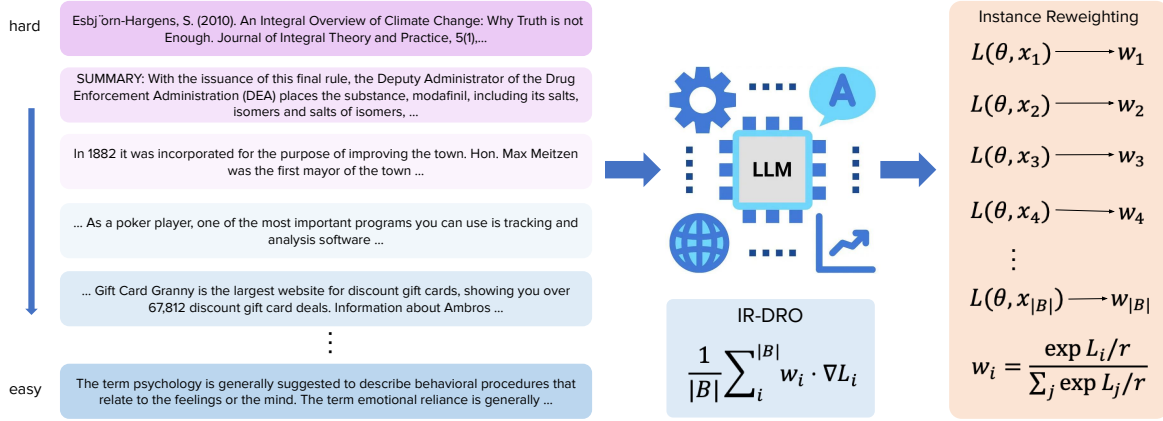 hard
Esbj¨orn-Hargens, S. (2010). An Integral Overview of Climate Change: Why Truth is not
Enough. Journal of Integral Theory and Practice, 5(1),...
SUMMARY: With the issuance of this final rule, the Deputy Administrator of the Drug
Enforcement Administration (DEA) places the substance, modafinil, including its salts,
isomers and salts of isomers, ...
In 1882 it was incorporated for the purpose of improving the town. Hon. Max Meitzen
was the first mayor of the town ...
... As a poker player, one of the most important programs you can use is tracking and
analysis software ...
... Gift Card Granny is the largest website for discount gift cards, showing you over
67,812 discount gift card deals. Information about Ambros ...
⋮
easy
The term psychology is generally suggested to describe behavioral procedures that
relate to the feelings or the mind. The term emotional reliance is generally ...
A
LLM
IR-DRO
1/|B| ∑_i^{|B|} w_i · ∇L_i
Instance Reweighting
L(θ, x_1) → w_1
L(θ, x_2) → w_2
L(θ, x_3) → w_3
L(θ, x_4) → w_4
⋮
L(θ, x_{|B|}) → w_{|B|}
w_i = exp L_i/r / ∑_j exp L_j/r